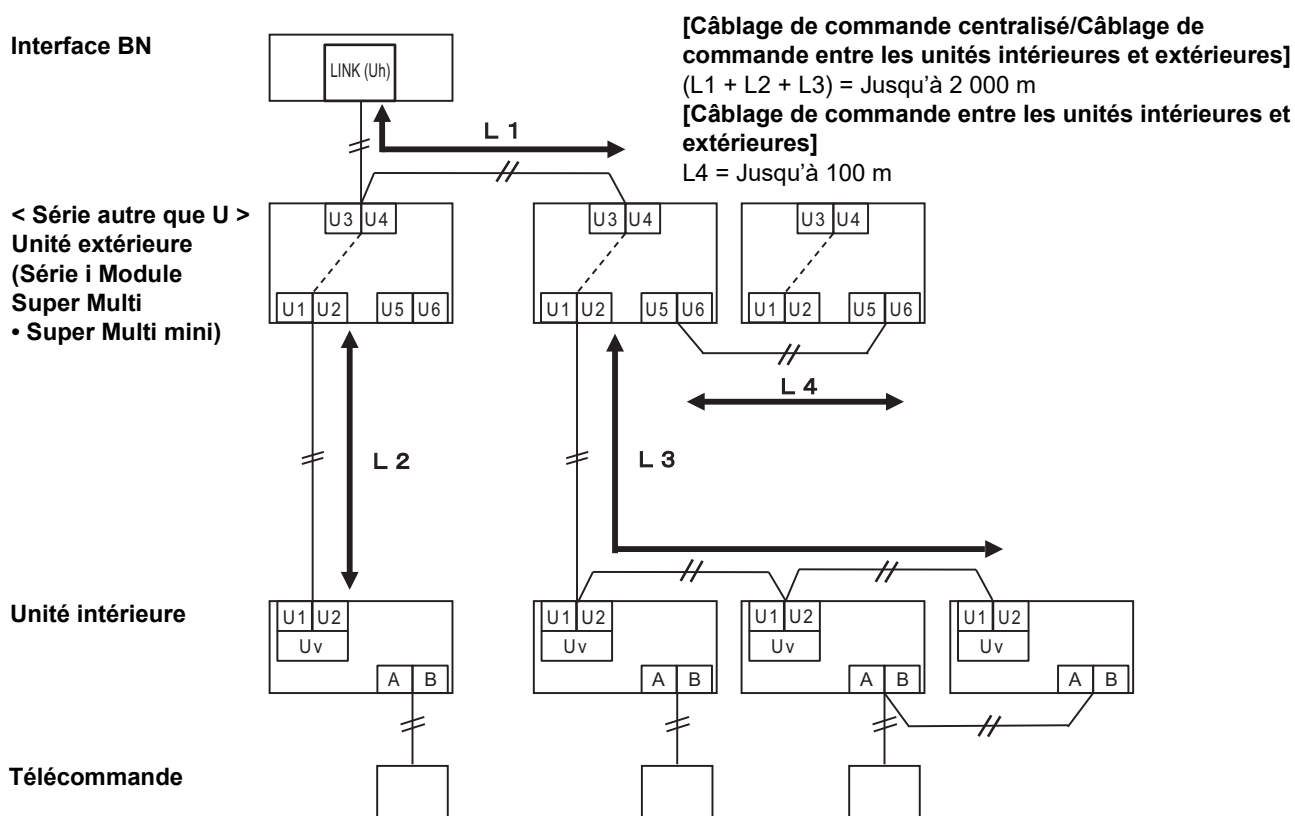 Interface BN
LINK (Uh)
[Câblage de commande centralisé/Câblage de
commande entre les unités intérieures et extérieures]
(L1 + L2 + L3) = Jusqu'à 2 000 m
[Câblage de commande entre les unités intérieures et
extérieures]
L4 = Jusqu'à 100 m
L 1
< Série autre que U >
Unité extérieure
(Série i Module
Super Multi
• Super Multi mini)
U3 U4
U3 U4
U3 U4
U1 U2 U5 U6
U1 U2 U5 U6
U1 U2 U5 U6
L 4
L 2
L 3
Unité intérieure
U1 U2
Uv
A B
U1 U2
Uv
A B
U1 U2
Uv
A B
U1 U2
Uv
A B
Télécommande